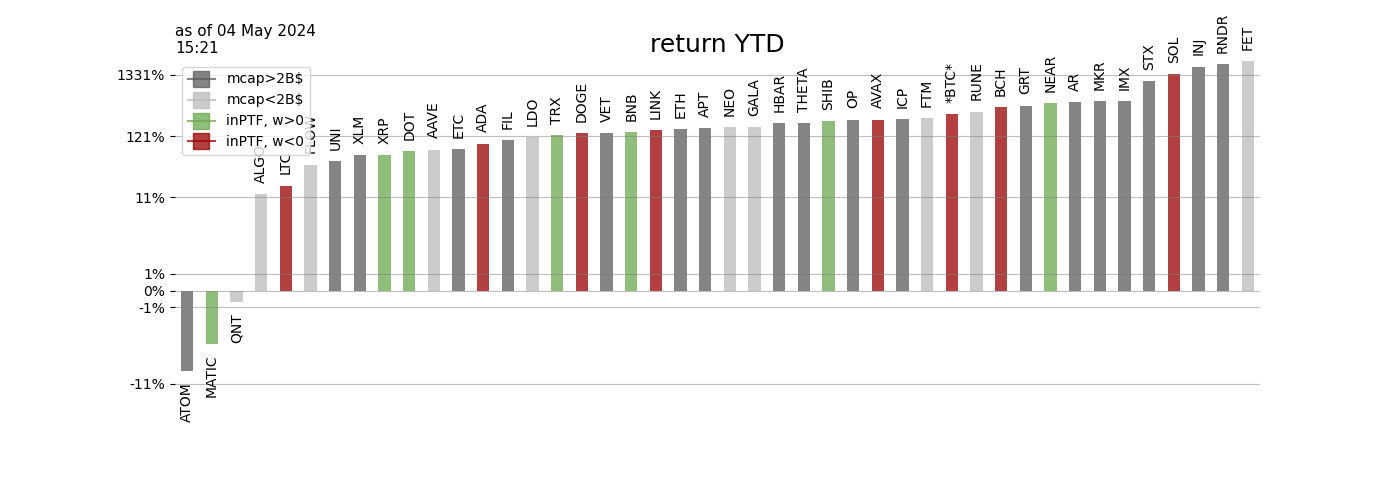 as of 04 May 2024
15:21
return YTD
mcap>2B$
mcap<2B$
inPTF, w>0
inPTF, w<0
1331%
121%
11%
1%
0%
-1%
-11%
ATOM
MATIC
QNT
ALGO
LTC
FLOW
UNI
XLM
XRP
DOT
AAVE
ETC
ADA
FIL
LDO
TRX
DOGE
VET
BNB
LINK
ETH
APT
NEO
GALA
HBAR
THETA
SHIB
OP
AVAX
ICP
FTM
*BTC*
RUNE
BCH
GRT
NEAR
AR
MKR
IMX
STX
SOL
INJ
RNDR
FET